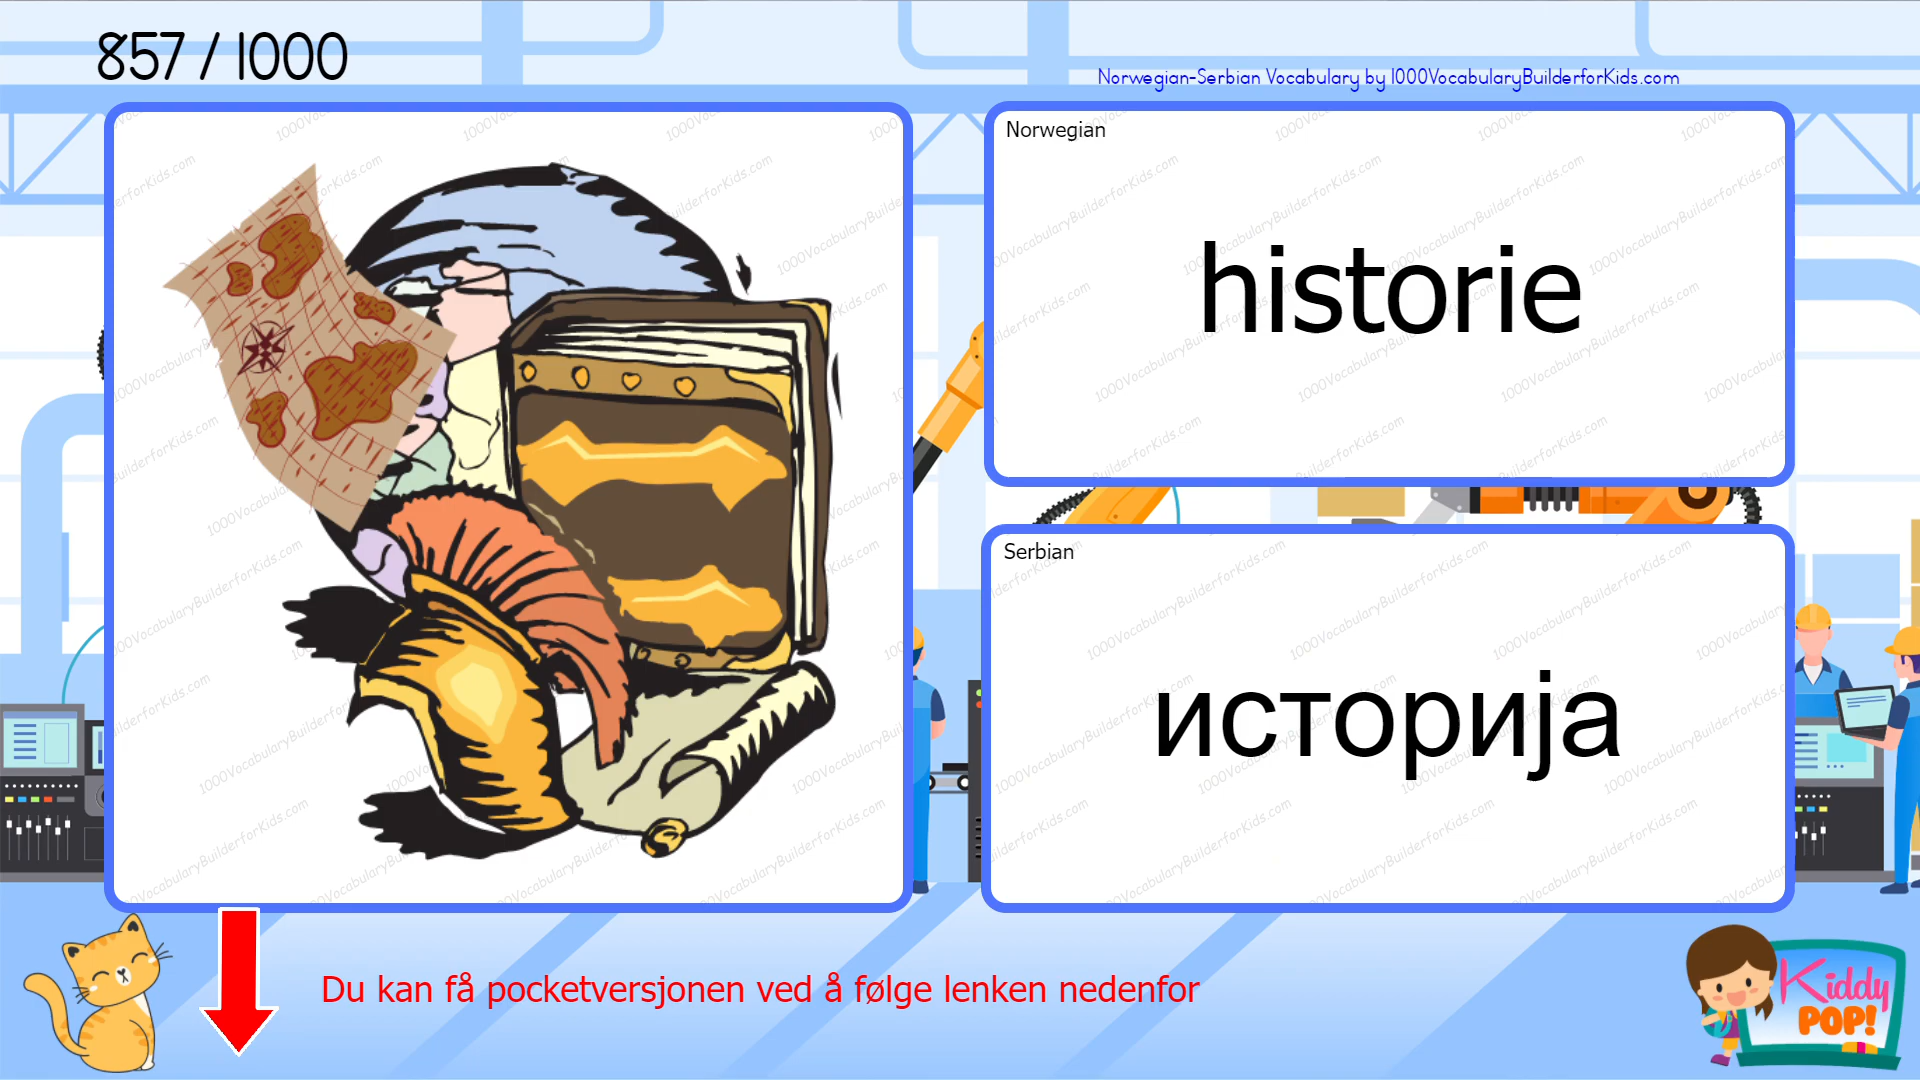 857 / 1000
Norwegian-Serbian Vocabulary by 1000VocabularyBuilderforKids.com
Norwegian
historie
Serbian
историја
Du kan få pocketversjonen ved å følge lenken nedenfor
Kiddy
POP!